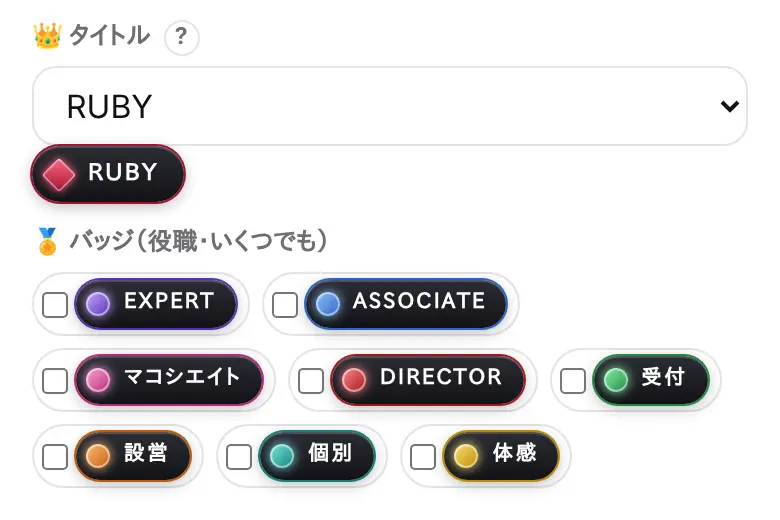 👑 タイトル ?
RUBY
RUBY
🏅 バッジ(役職・いくつでも)
EXPERT ASSOCIATE
マコシエイト DIRECTOR 受付
設営 個別 体感